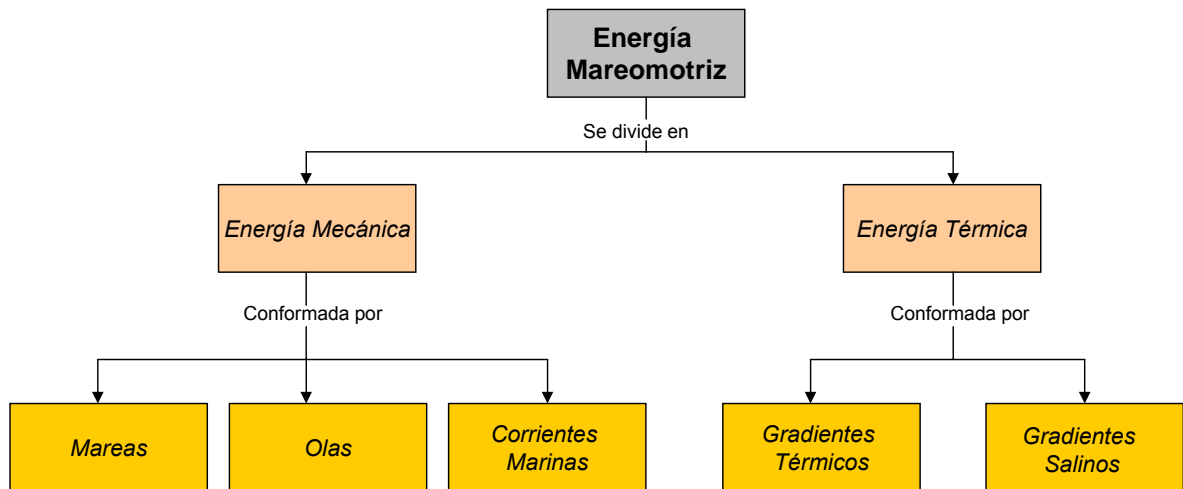 Energía
Mareomotriz
Se divide en
Energía Mecánica
Energía Térmica
Conformada por
Conformada por
Mareas
Olas
Corrientes
Marinas
Gradientes
Térmicos
Gradientes
Salinos